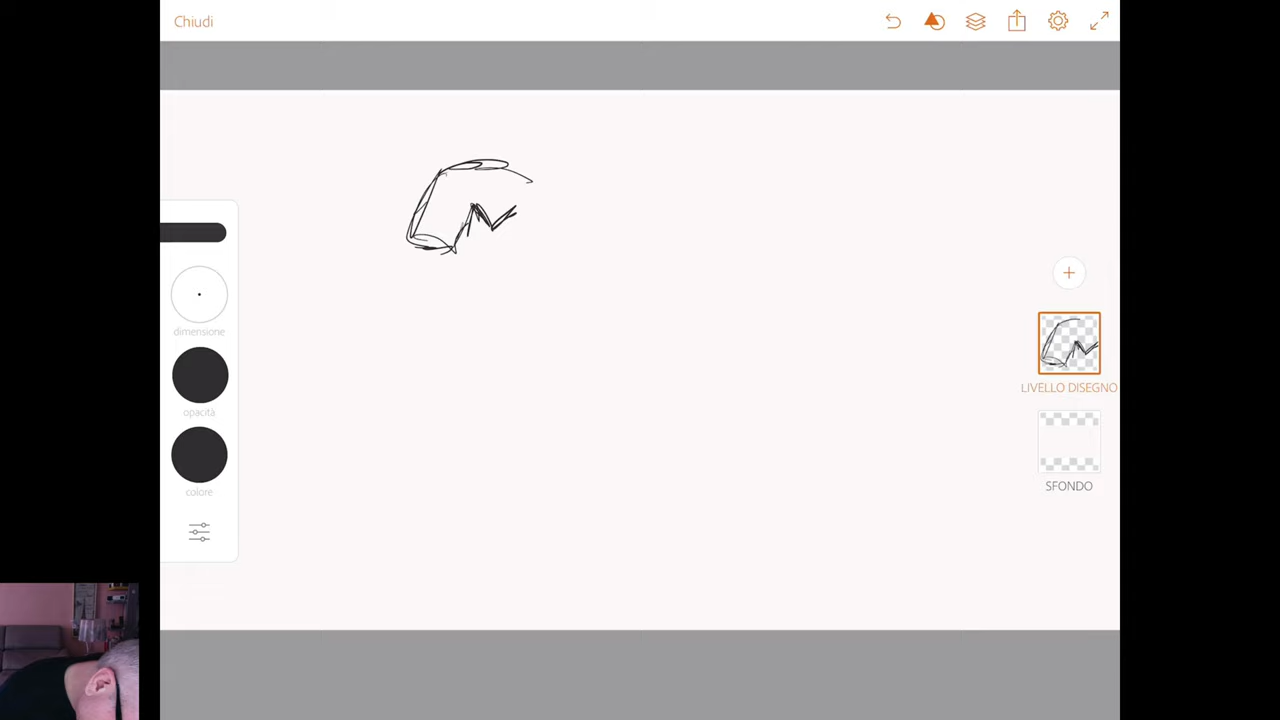 Chiudi
dimensione
opacità
colore
LIVELLO DISEGNO
SFONDO